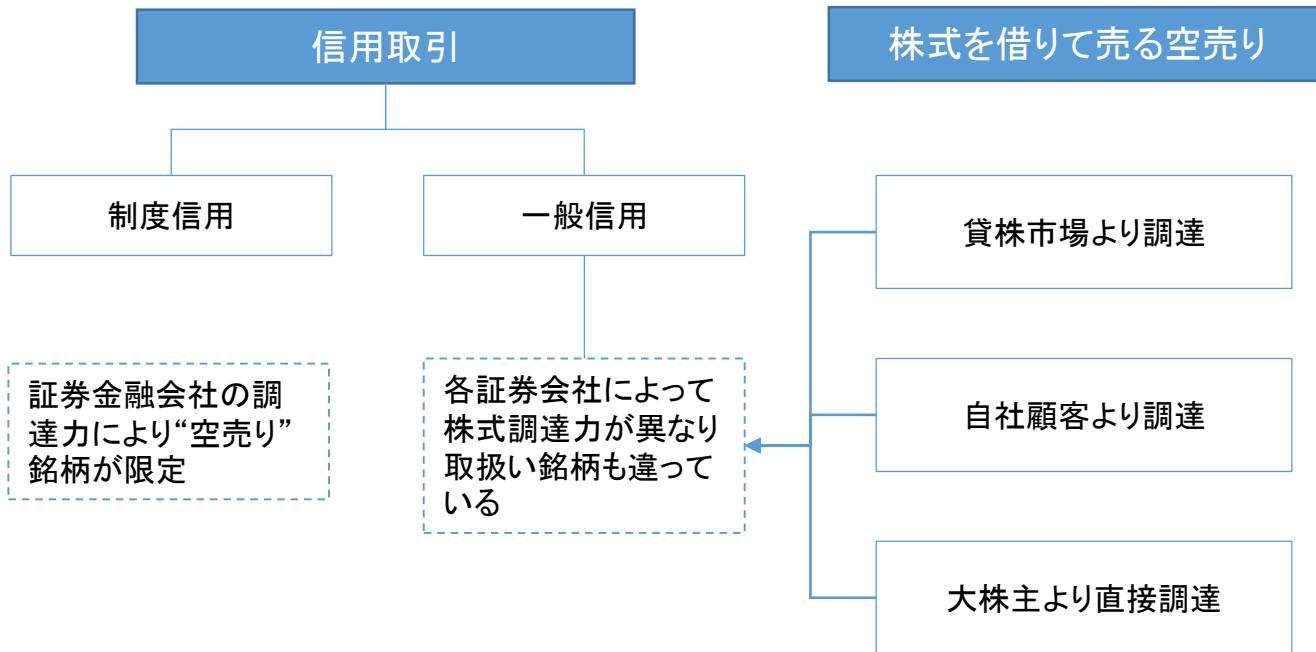 信用取引
株式を借りて売る空売り
制度信用
一般信用
貸株市場より調達
証券金融会社の調
達力により“空売り”
銘柄が限定
各証券会社によって
株式調達力が異なり
取扱い銘柄も違って
いる
自社顧客より調達
大株主より直接調達